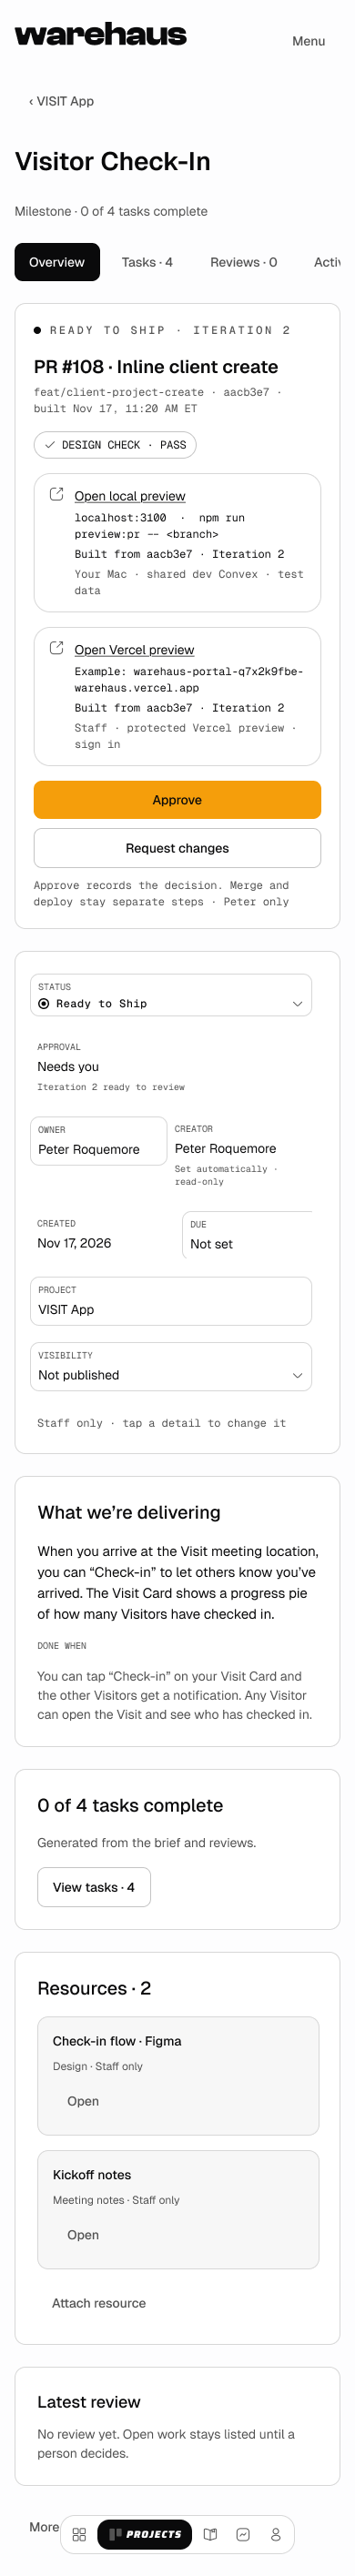 warehaus
Menu
‹ VISIT App
Visitor Check-In
Milestone · 0 of 4 tasks complete
Overview
Tasks · 4
Reviews · 0
Activ
READY TO SHIP · ITERATION 2
PR #108 · Inline client create
feat/client-project-create · aacb3e7 ·
built Nov 17, 11:20 AM ET
DESIGN CHECK · PASS
Open local preview
localhost:3100 · npm run
preview:pr -- <branch>
Built from aacb3e7 · Iteration 2
Your Mac · shared dev Convex · test
data
Open Vercel preview
Example: warehaus-portal-q7x2k9fbe-
warehaus.vercel.app
Built from aacb3e7 · Iteration 2
Staff · protected Vercel preview ·
sign in
Approve
Request changes
Approve records the decision. Merge and
deploy stay separate steps · Peter only
STATUS
Ready to Ship
APPROVAL
Needs you
Iteration 2 ready to review
OWNER
Peter Roquemore
CREATOR
Peter Roquemore
Set automatically ·
read-only
CREATED
Nov 17, 2026
DUE
Not set
PROJECT
VISIT App
VISIBILITY
Not published
Staff only · tap a detail to change it
What we’re delivering
When you arrive at the Visit meeting location,
you can “Check-in” to let others know you’ve
arrived. The Visit Card shows a progress pie
of how many Visitors have checked in.
DONE WHEN
You can tap “Check-in” on your Visit Card and
the other Visitors get a notification. Any Visitor
can open the Visit and see who has checked in.
0 of 4 tasks complete
Generated from the brief and reviews.
View tasks · 4
Resources · 2
Check-in flow · Figma
Design · Staff only
Open
Kickoff notes
Meeting notes · Staff only
Open
Attach resource
Latest review
No review yet. Open work stays listed until a
person decides.
More
PROJECTS